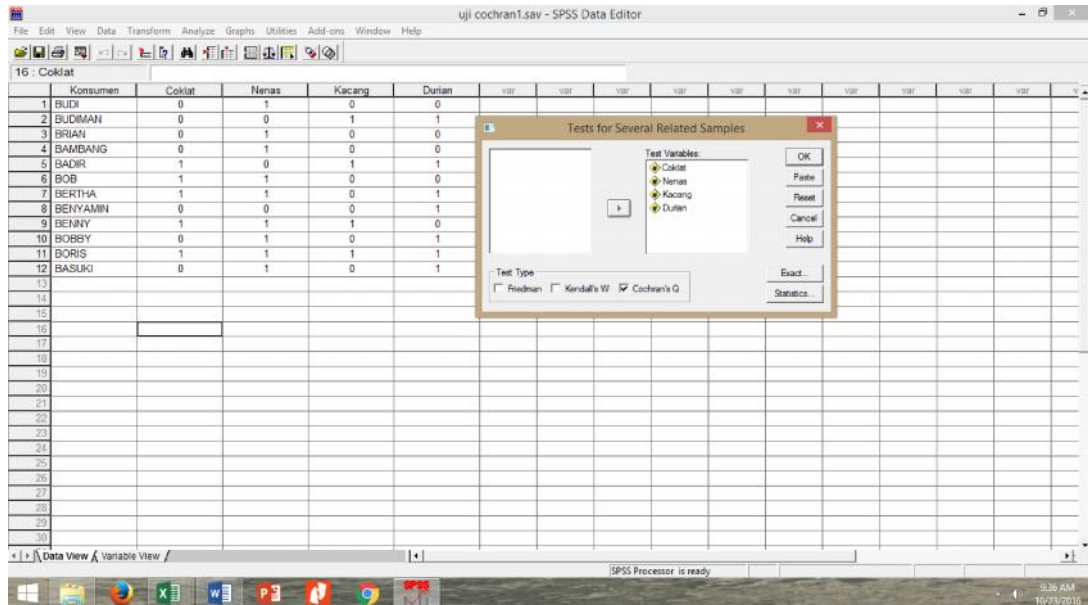 uji cochran1.sav - SPSS Data Editor
File Edit View Data Transform Analyze Graphs Utilities Add-ons Window Help
16 : Coklat
Konsumen Coklat Nenas Kacang Durian var var var var var var var var var var
1 BUDI 0 1 0 0
2 BUDIMAN 0 0 1 1
3 BRIAN 0 1 0 0
4 BAMBANG 0 1 0 0
5 BADIR 1 0 1 1
6 BOB 1 1 0 0
7 BERTHA 1 1 0 1
8 BENYAMIN 0 0 0 1
9 BENNY 1 1 1 0
10 BOBBY 0 1 0 1
11 BORIS 1 1 1 1
12 BASUKI 0 1 0 1
13
14
15
16
17
18
19
20
21
22
23
24
25
26
27
28
29
30
Tests for Several Related Samples
Test Variables:
Coklat
Nenas
Kacang
Durian
OK
Paste
Reset
Cancel
Help
Test Type
Friedman Kendall's W Cochran's Q
Exact...
Statistics...
Data View Variable View
SPSS Processor is ready
SPSS
9:36 AM
10/23/2016